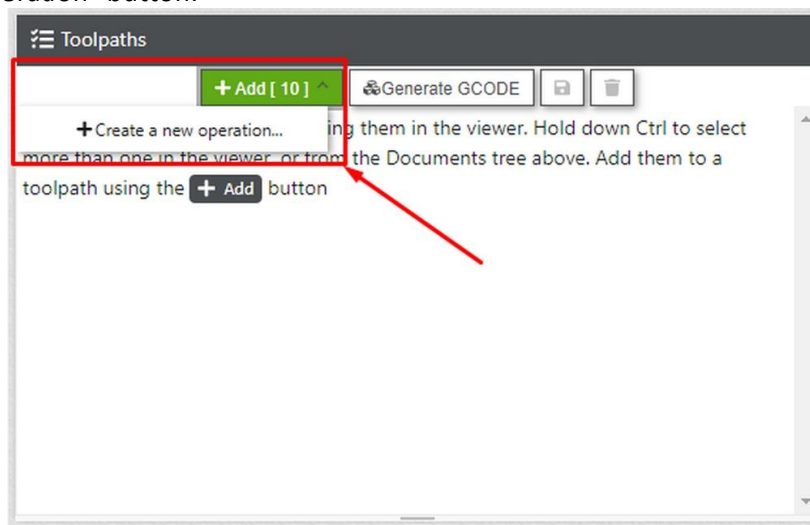 button.
Toolpaths
+ Add [ 10 ] ^ Generate GCODE
+ Create a new operation... them in the viewer. Hold down Ctrl to select
more than one in the viewer, or from the Documents tree above. Add them to a
toolpath using the + Add button